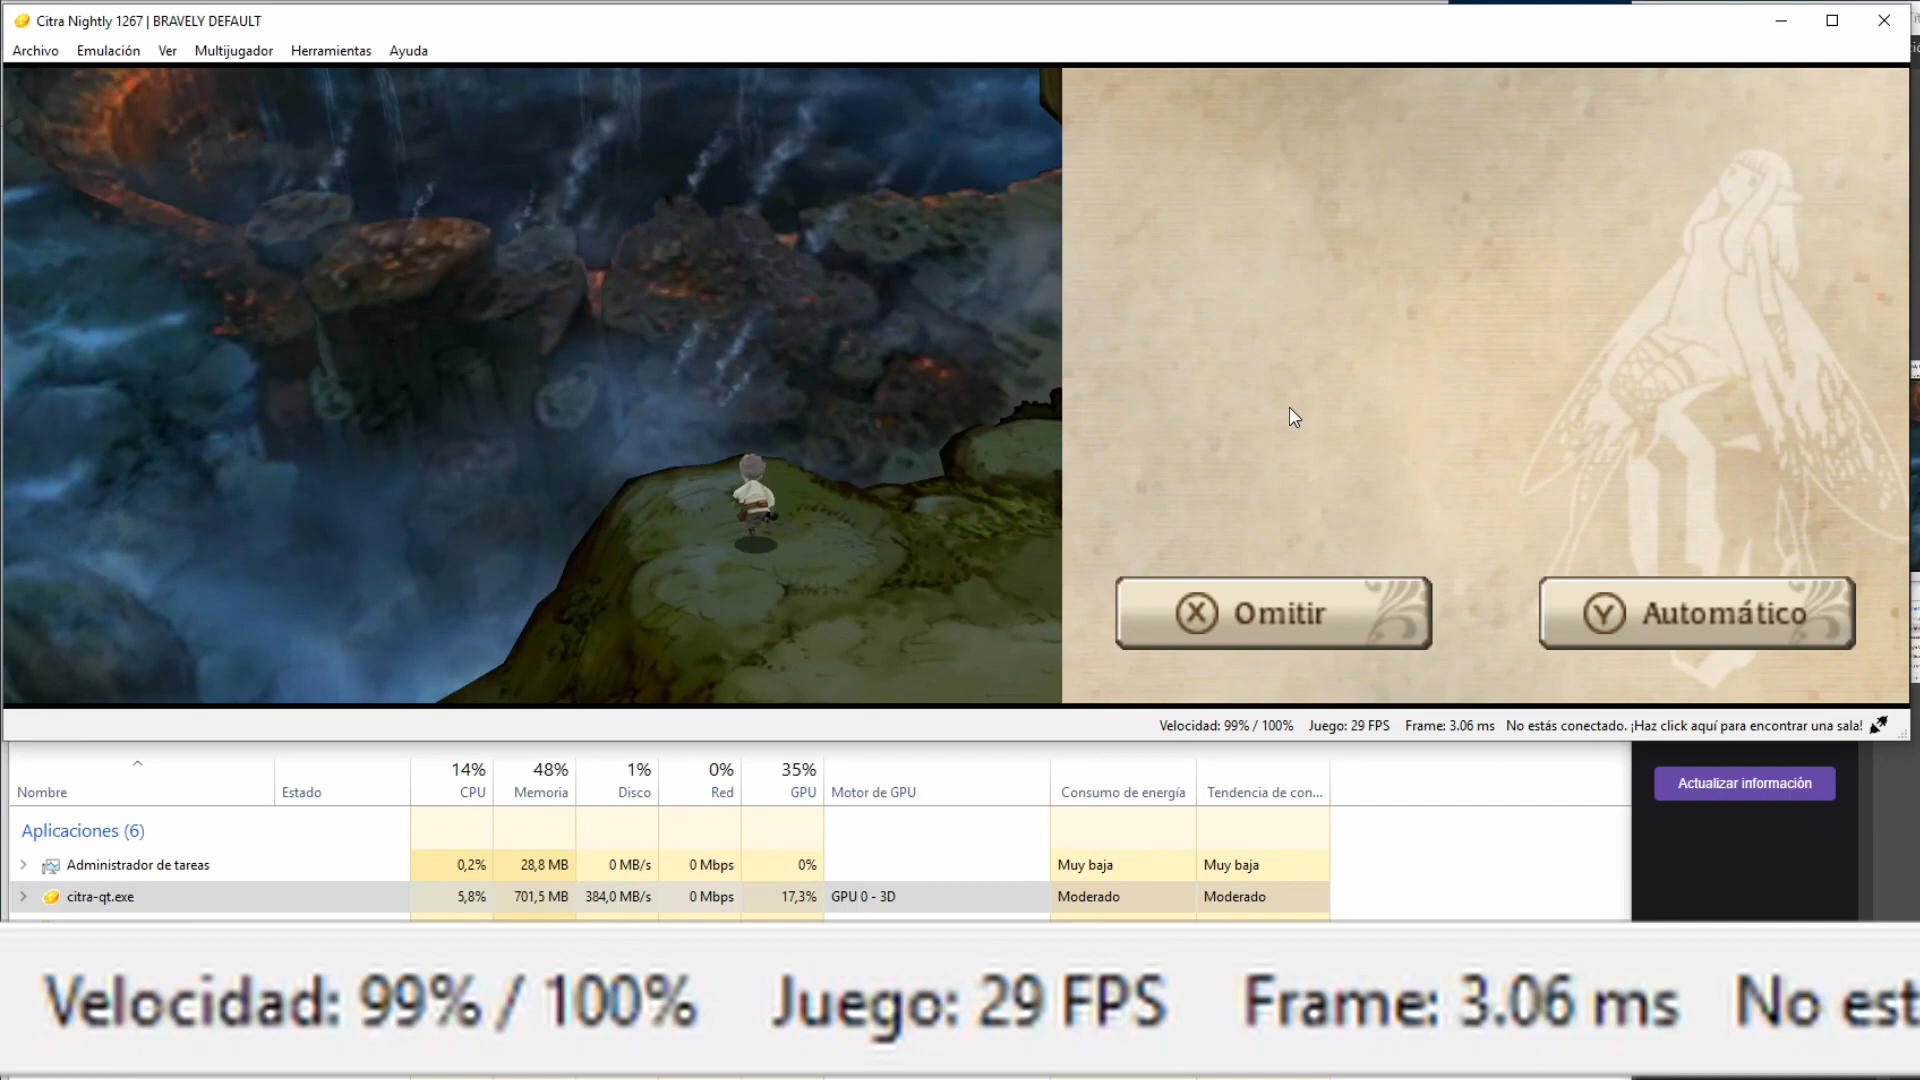 Citra Nightly 1267 | BRAVELY DEFAULT
Archivo Emulación Ver Multijugador Herramientas Ayuda
X Omitir Y Automático
Velocidad: 99% / 100% Juego: 29 FPS Frame: 3.06 ms No estás conectado. ¡Haz click aquí para encontrar una sala!
14% 48% 1% 0% 35%
Nombre Estado CPU Memoria Disco Red GPU Motor de GPU Consumo de energía Tendencia de con...
Actualizar información
Aplicaciones (6)
Administrador de tareas 0,2% 28,8 MB 0 MB/s 0 Mbps 0% Muy baja Muy baja
citra-qt.exe 5,8% 701,5 MB 384,0 MB/s 0 Mbps 17,3% GPU 0 - 3D Moderado Moderado
Velocidad: 99% / 100% Juego: 29 FPS Frame: 3.06 ms No est